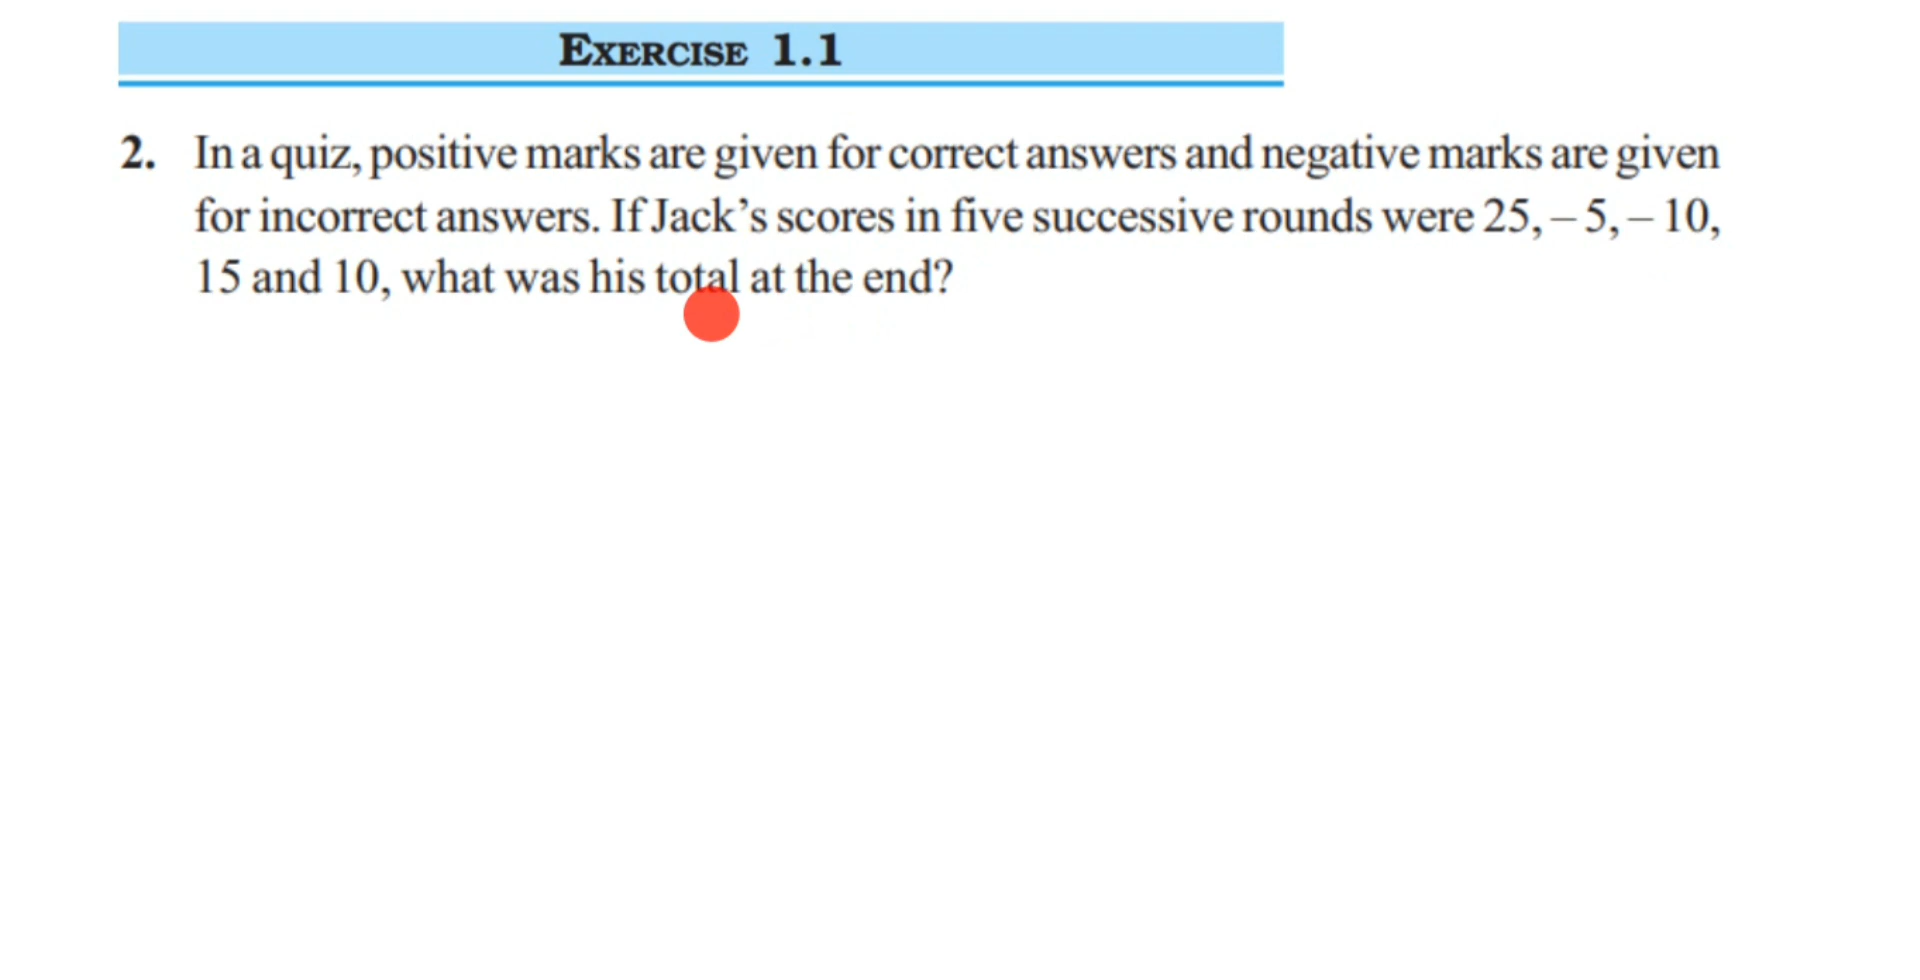 EXERCISE 1.1
2. In a quiz, positive marks are given for correct answers and negative marks are given
for incorrect answers. If Jack’s scores in five successive rounds were 25, – 5, – 10,
15 and 10, what was his total at the end?